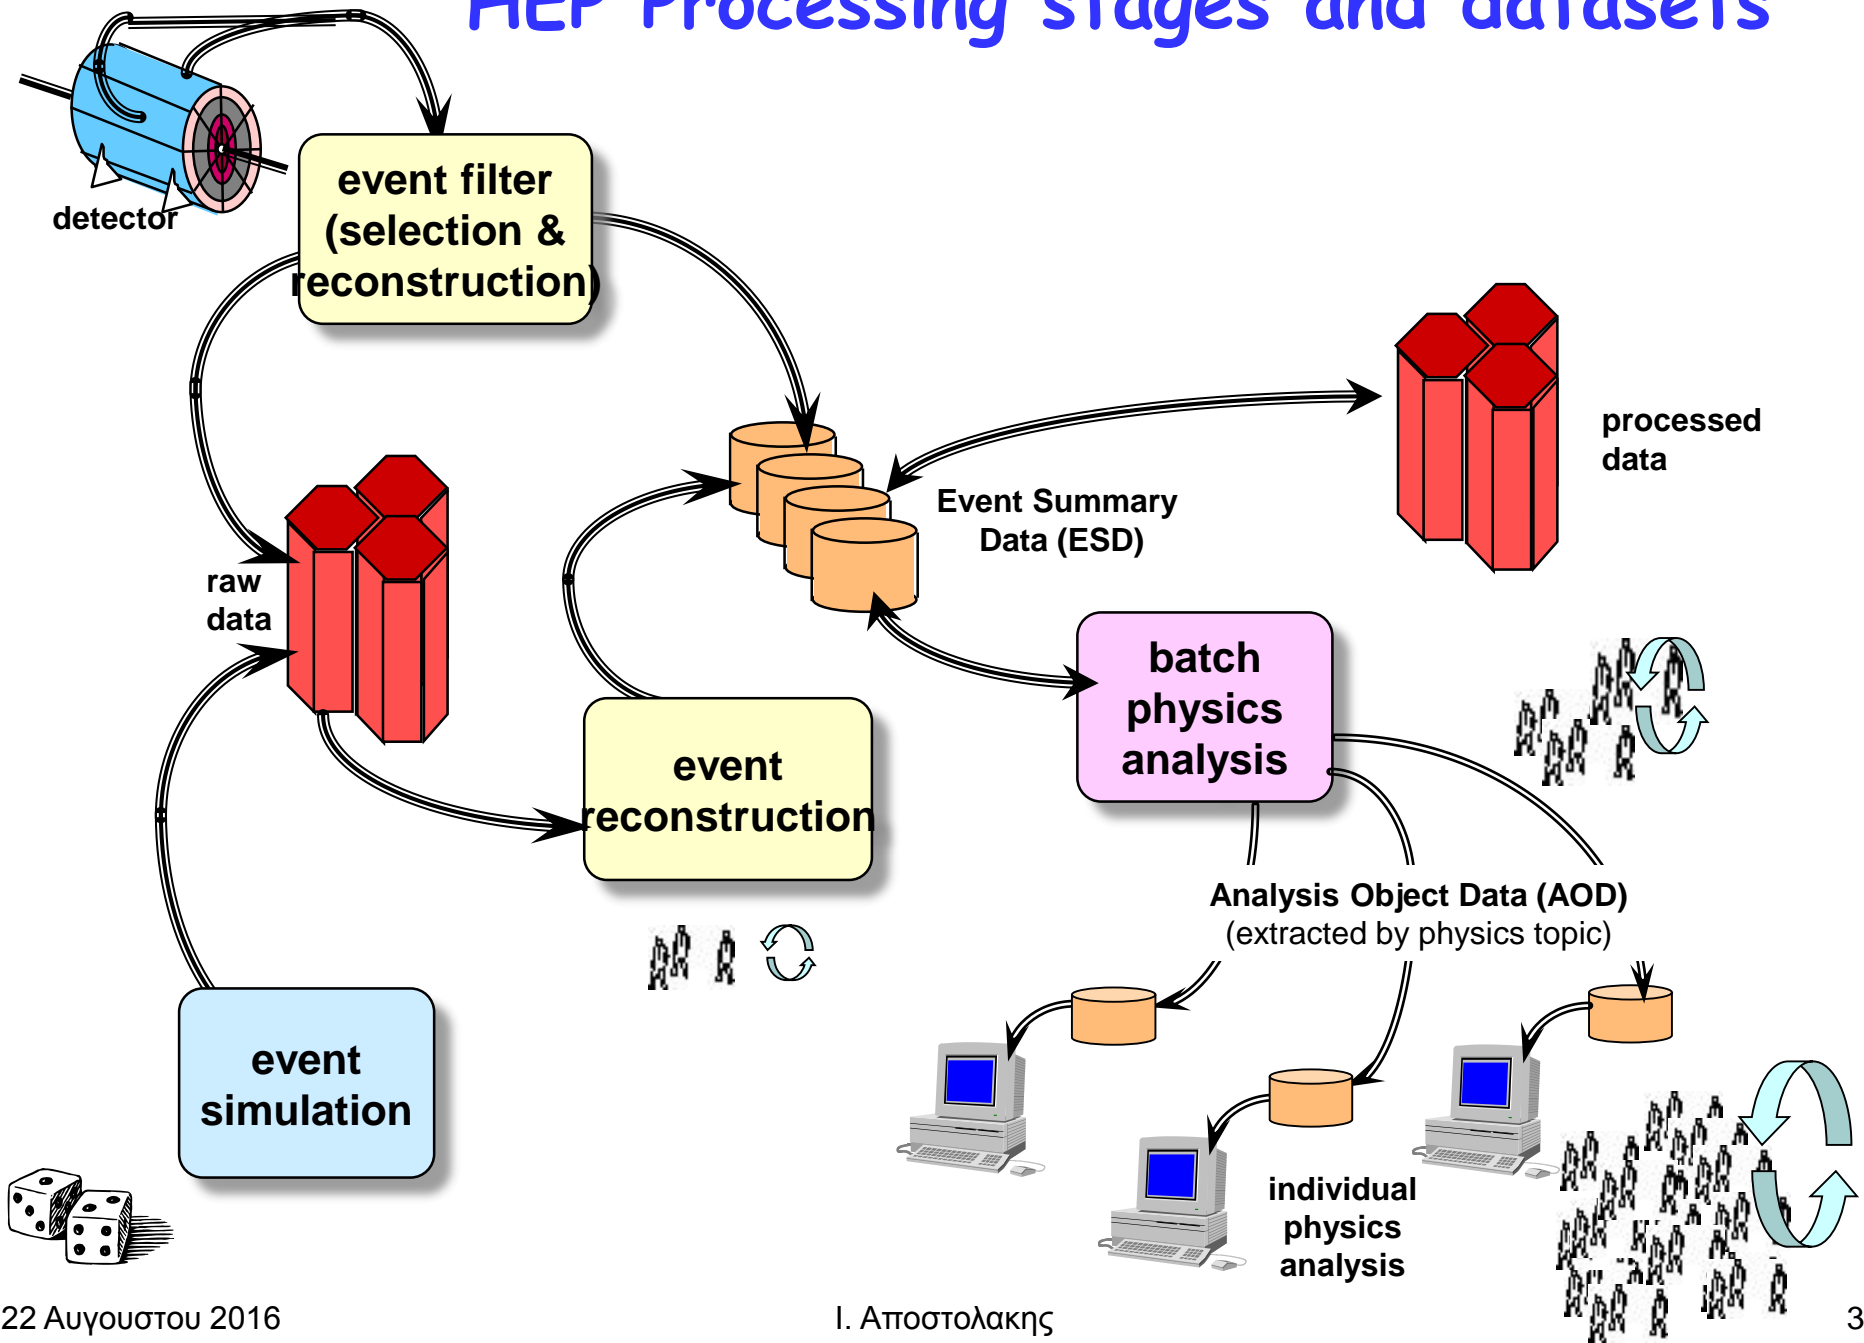 HEP Processing stages and datasets
detector
event filter
(selection &
reconstruction)
processed
data
Event Summary
Data (ESD)
raw
data
batch
physics
analysis
event
reconstruction
Analysis Object Data (AOD)
(extracted by physics topic)
event
simulation
individual
physics
analysis
22 Αυγουστου 2016
Ι. Αποστολακης
3